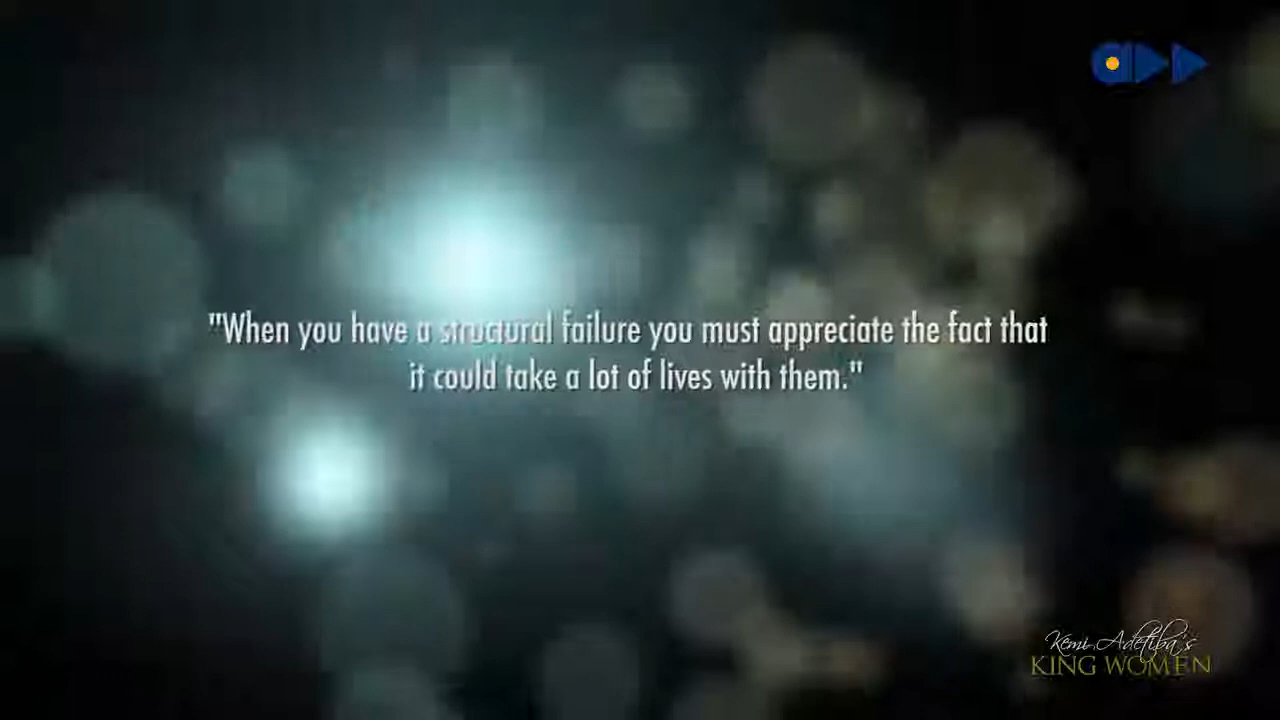 "When you have a structural failure you must appreciate the fact that
it could take a lot of lives with them."
Kemi Adetiba's
KING WOMEN